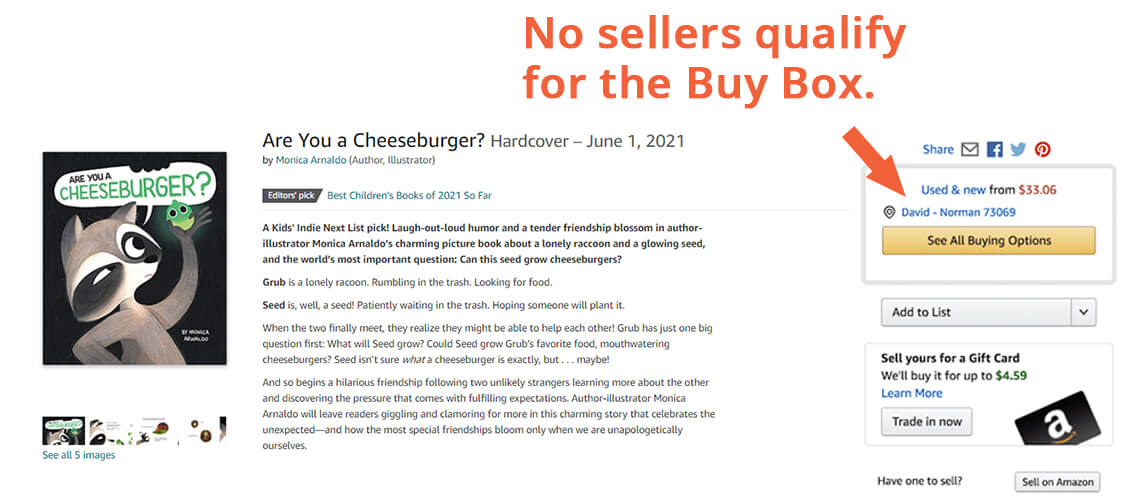 No sellers qualify
for the Buy Box.
Are You a Cheeseburger? Hardcover – June 1, 2021
by Monica Arnaldo (Author, Illustrator)
Editors' pick Best Children's Books of 2021 So Far
A Kids' Indie Next List pick! Laugh-out-loud humor and a tender friendship blossom in author-
illustrator Monica Arnaldo's charming picture book about a lonely raccoon and a glowing seed,
and the world's most important question: Can this seed grow cheeseburgers?
Grub is a lonely racoon. Rumbling in the trash. Looking for food.
Seed is, well, a seed! Patiently waiting in the trash. Hoping someone will plant it.
When the two finally meet, they realize they might be able to help each other! Grub has just one big
question first: What will Seed grow? Could Seed grow Grub's favorite food, mouthwatering
cheeseburgers? Seed isn't sure what a cheeseburger is exactly, but . . . maybe!
And so begins a hilarious friendship following two unlikely strangers learning more about the other
and discovering the pressure that comes with fulfilling expectations. Author-illustrator Monica
Arnaldo will leave readers giggling and clamoring for more in this charming story that celebrates the
unexpected—and how the most special friendships bloom only when we are unapologetically
ourselves.
ARE YOU A
CHEESEBURGER?
BY MONICA
ARNALDO
See all 5 images
Share
Used & new from $33.06
David - Norman 73069
See All Buying Options
Add to List
Sell yours for a Gift Card
We'll buy it for up to $4.59
Learn More
Trade in now
a
Have one to sell? Sell on Amazon